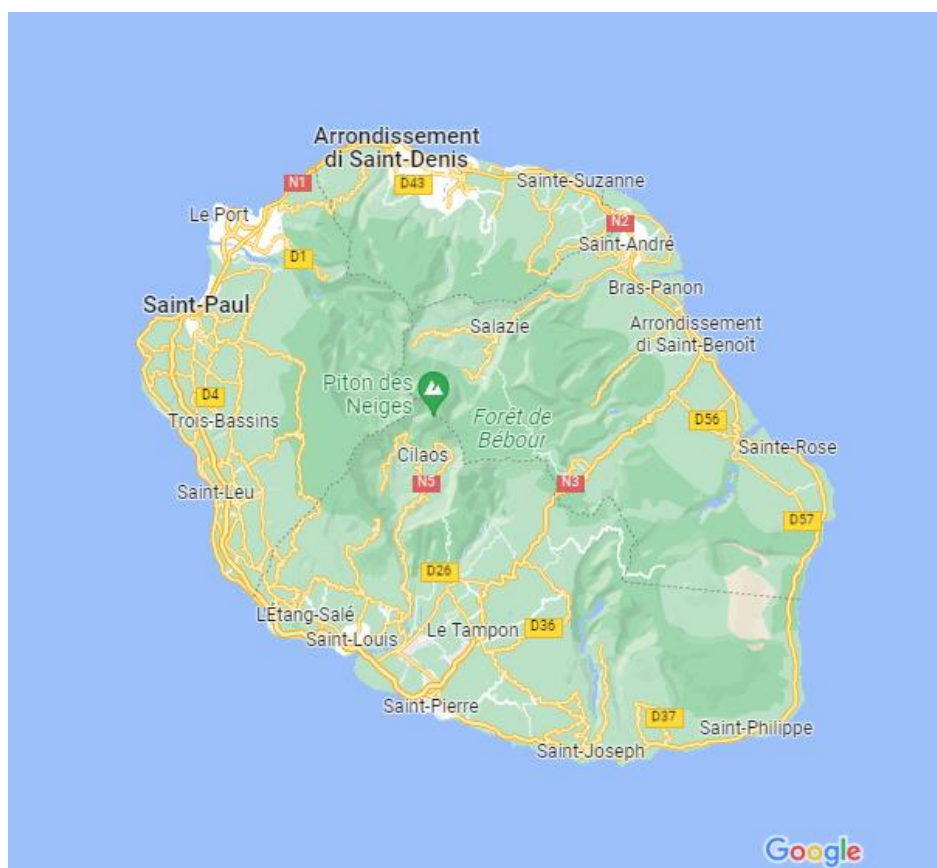 Arrondissement
di Saint-Denis
N1
D43
Sainte-Suzanne
Le Port
N2
Saint-André
D1
Bras-Panon
Saint-Paul
Salazie
Arrondissement
di Saint-Benoît
Piton des
Neiges
D4
Trois-Bassins
Forêt de
Bébour
D56
Sainte-Rose
Cilaos
N5
N3
Saint-Leu
D57
D26
L'Étang-Salé
Saint-Louis
Le Tampon
D36
Saint-Pierre
D37
Saint-Philippe
Saint-Joseph
Google